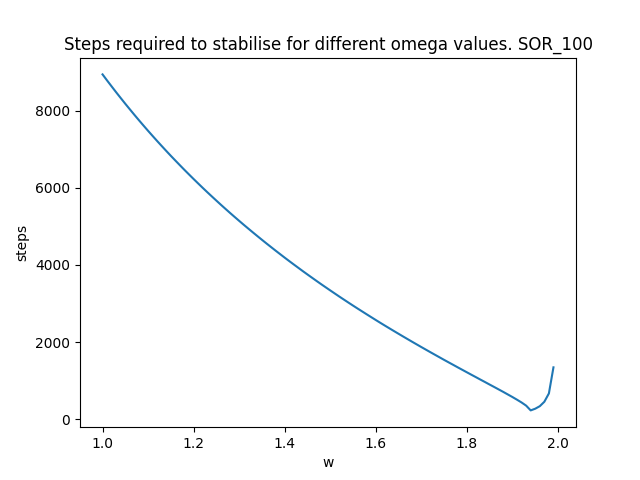 Steps required to stabilise for different omega values. SOR_100
8000
6000
4000
2000
0
steps
1.0 1.2 1.4 1.6 1.8 2.0
w